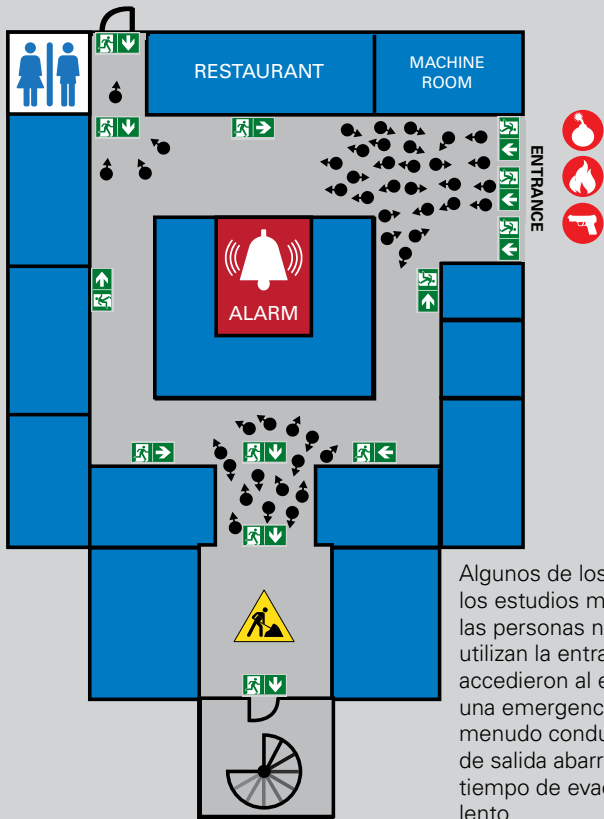 RESTAURANT
MACHINE
ROOM
ENTRANCE
ALARM
Algunos de los
los estudios m
las personas n
utilizan la entra
accedieron al e
una emergenc
menudo condu
de salida abarr
tiempo de evac
lento